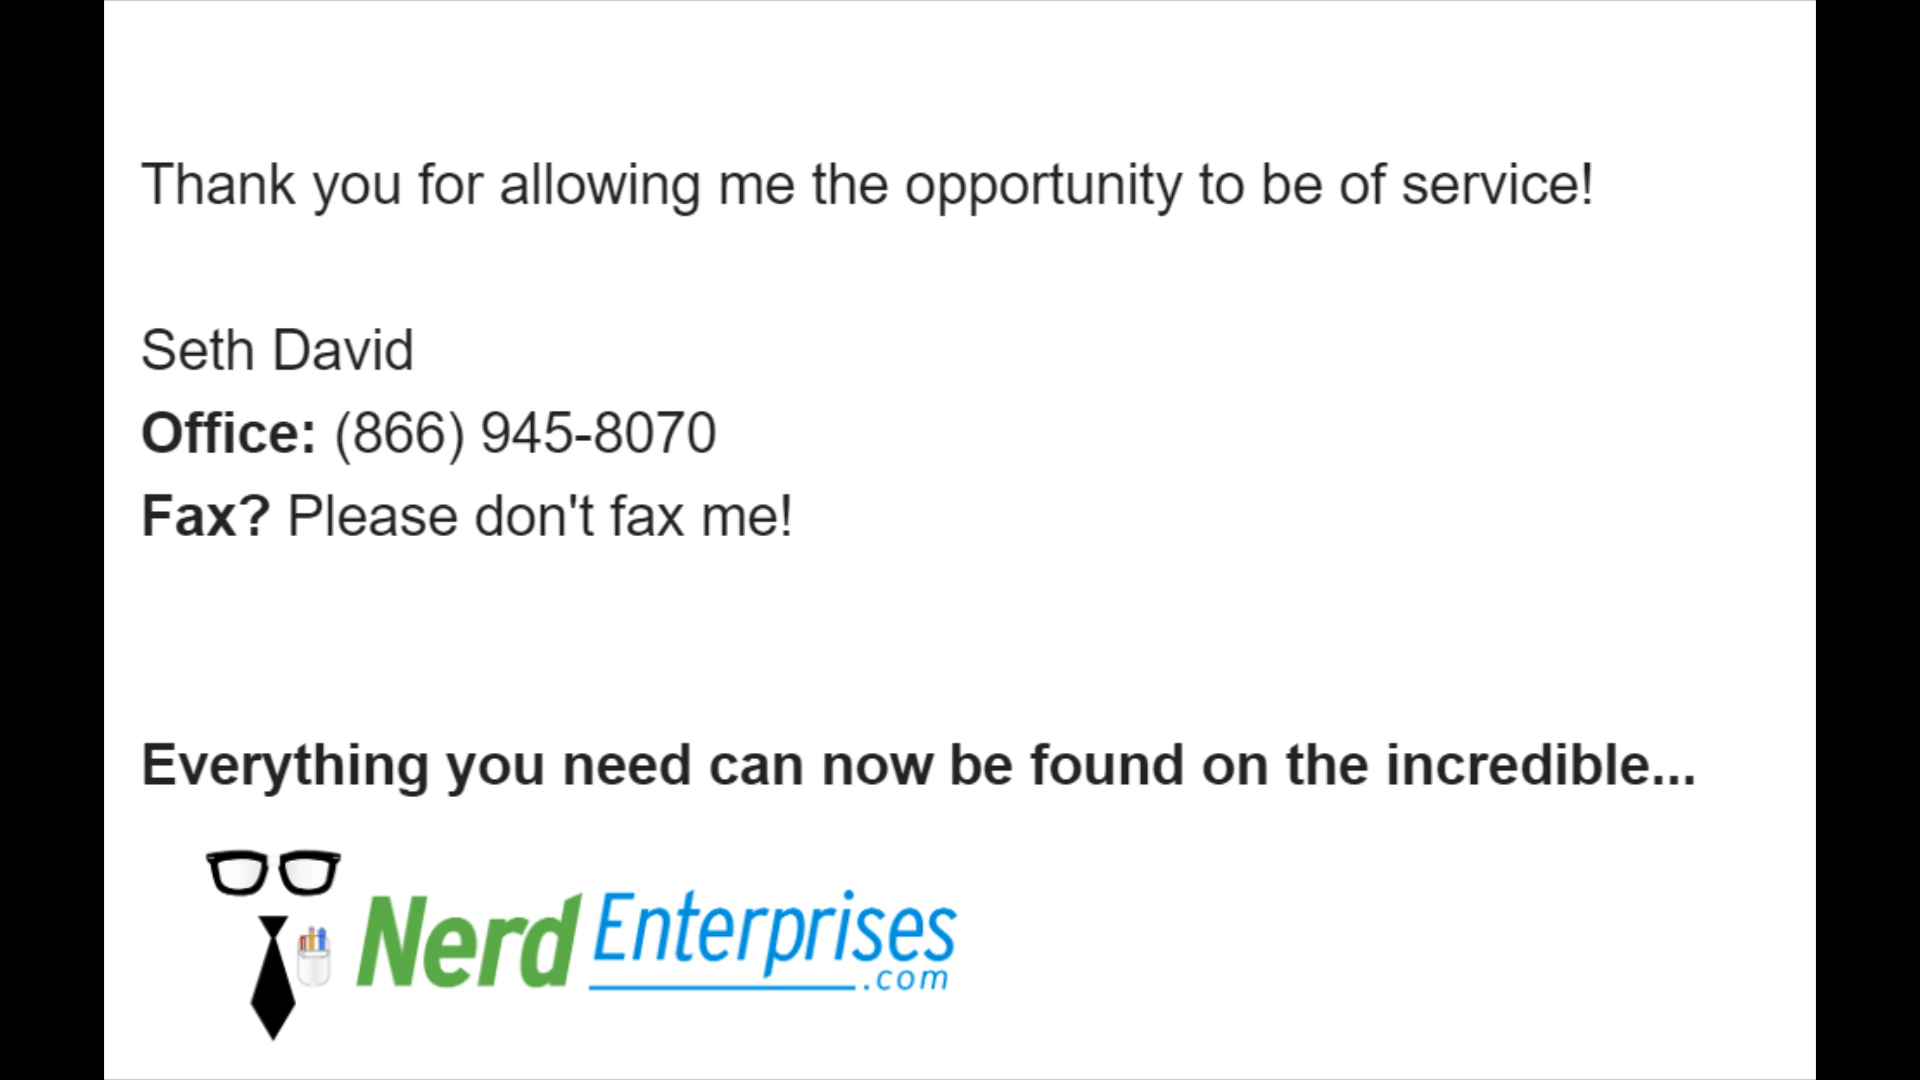 Thank you for allowing me the opportunity to be of service!
Seth David
Office: (866) 945-8070
Fax? Please don't fax me!
Everything you need can now be found on the incredible...
Nerd Enterprises
.com